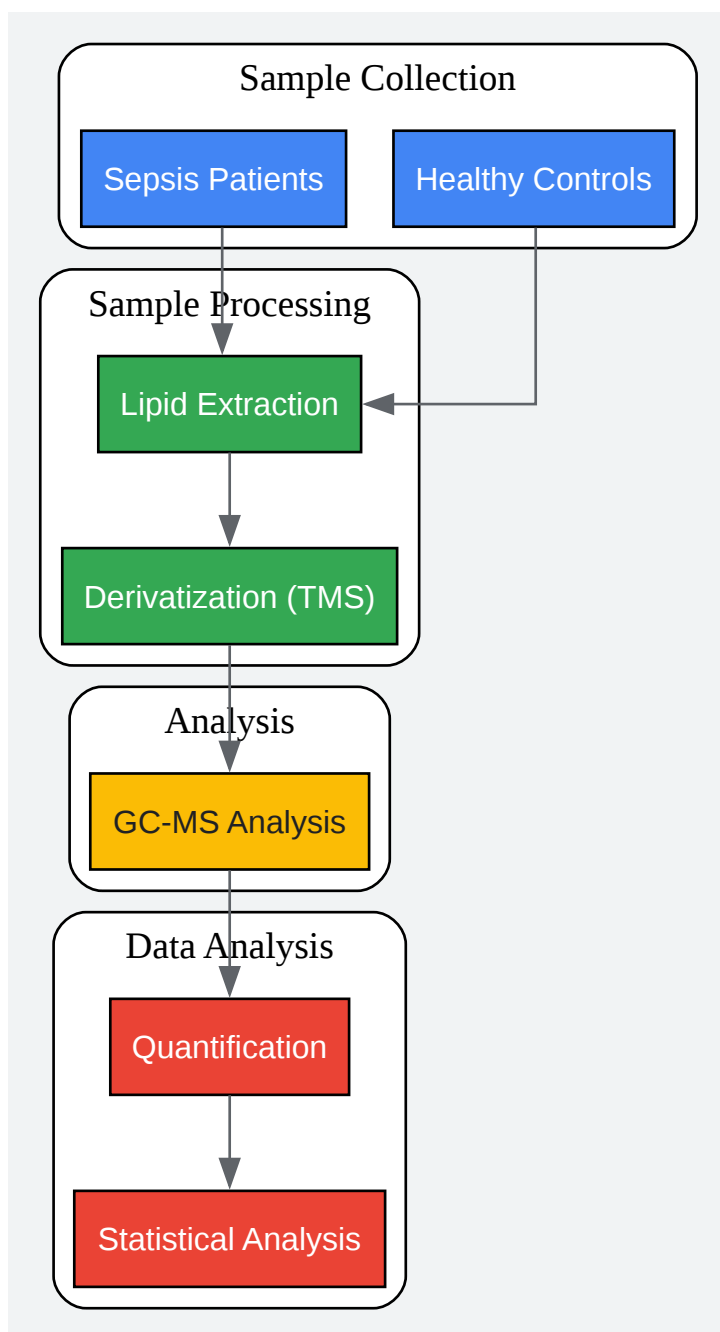 Sample Collection
Sepsis Patients
Healthy Controls
Sample Processing
Lipid Extraction
Derivatization (TMS)
Analysis
GC-MS Analysis
Data Analysis
Quantification
Statistical Analysis